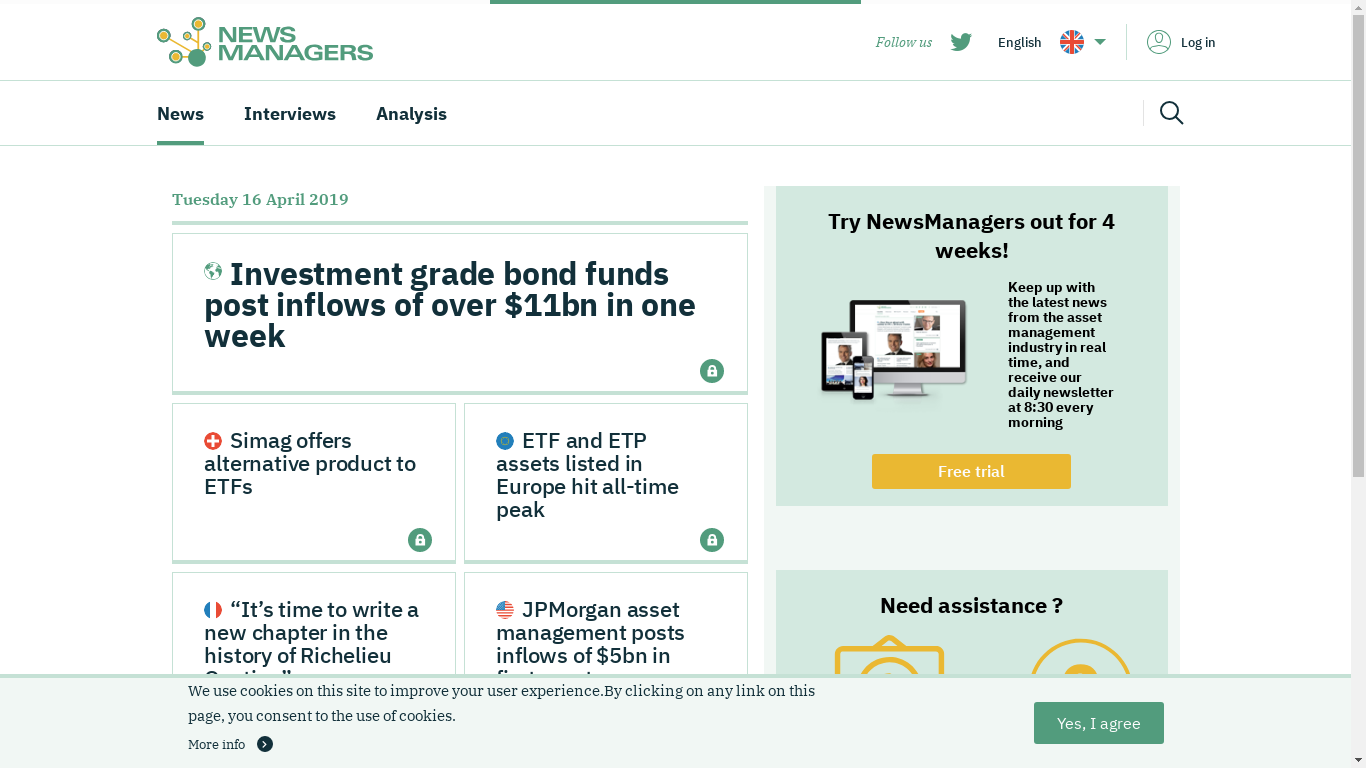 NEWS
MANAGERS
Follow us
English
Log in
News
Interviews
Analysis
Tuesday 16 April 2019
Investment grade bond funds
post inflows of over $11bn in one
week
Simag offers
alternative product to
ETFs
ETF and ETP
assets listed in
Europe hit all-time
peak
“It’s time to write a
new chapter in the
history of Richelieu
JPMorgan asset
management posts
inflows of $5bn in
Try NewsManagers out for 4
weeks!
Keep up with
the latest news
from the asset
management
industry in real
time, and
receive our
daily newsletter
at 8:30 every
morning
Free trial
Need assistance ?
We use cookies on this site to improve your user experience.By clicking on any link on this
page, you consent to the use of cookies.
More info
Yes, I agree